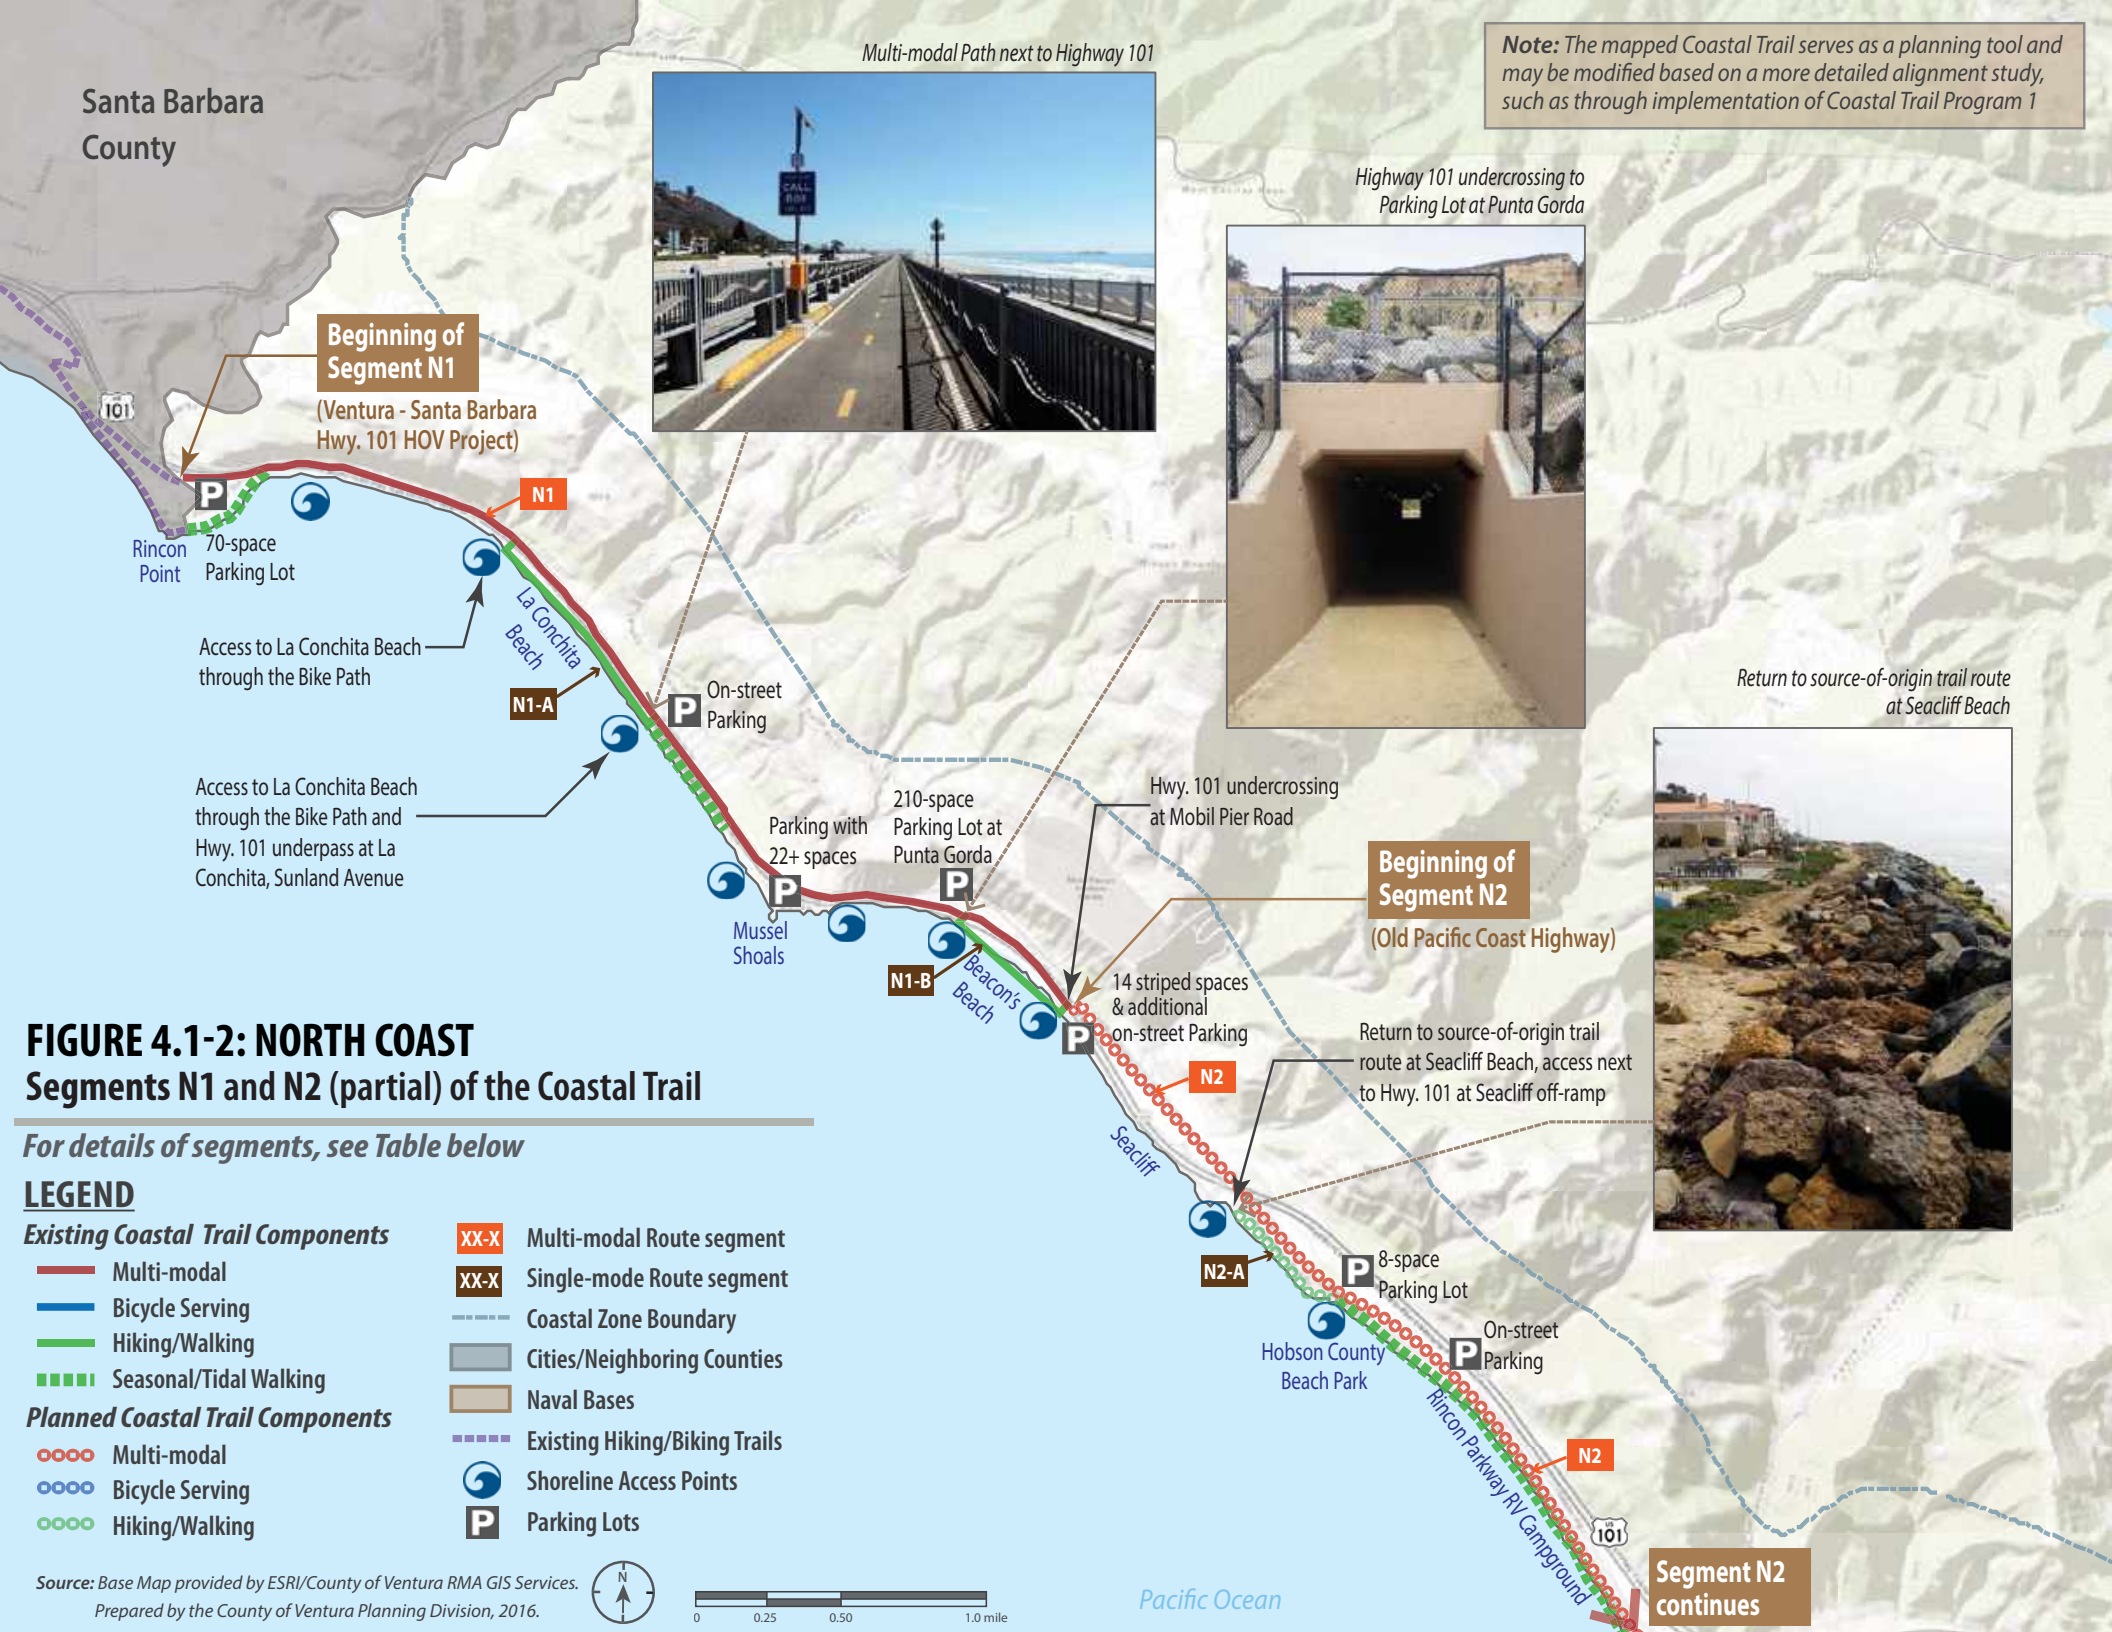 Santa Barbara
County
Multi-modal Path next to Highway 101
Note: The mapped Coastal Trail serves as a planning tool and
may be modified based on a more detailed alignment study,
such as through implementation of Coastal Trail Program 1
CALL
BOX
Highway 101 undercrossing to
Parking Lot at Punta Gorda
Beginning of
Segment N1
(Ventura - Santa Barbara
Hwy. 101 HOV Project)
101
N1
P
Rincon
Point
70-space
Parking Lot
La Conchita
Beach
Access to La Conchita Beach
through the Bike Path
N1-A
P
On-street
Parking
Return to source-of-origin trail route
at Seacliff Beach
Access to La Conchita Beach
through the Bike Path and
Hwy. 101 underpass at La
Conchita, Sunland Avenue
Parking with
22+ spaces
P
210-space
Parking Lot at
Punta Gorda
P
Hwy. 101 undercrossing
at Mobil Pier Road
Beginning of
Segment N2
(Old Pacific Coast Highway)
Mussel
Shoals
N1-B
Beacon's
Beach
14 striped spaces
& additional
on-street Parking
P
N2
Return to source-of-origin trail
route at Seacliff Beach, access next
to Hwy. 101 at Seacliff off-ramp
Seacliff
N2-A
P
8-space
Parking Lot
Hobson County
Beach Park
P
On-street
Parking
Rincon Parkway RV Campground
N2
US
101
Segment N2
continues
Pacific Ocean
FIGURE 4.1-2: NORTH COAST
Segments N1 and N2 (partial) of the Coastal Trail
For details of segments, see Table below
LEGEND
Existing Coastal Trail Components
Multi-modal
Bicycle Serving
Hiking/Walking
Seasonal/Tidal Walking
Planned Coastal Trail Components
Multi-modal
Bicycle Serving
Hiking/Walking
XX-X Multi-modal Route segment
XX-X Single-mode Route segment
Coastal Zone Boundary
Cities/Neighboring Counties
Naval Bases
Existing Hiking/Biking Trails
Shoreline Access Points
P Parking Lots
Source: Base Map provided by ESRI/County of Ventura RMA GIS Services.
Prepared by the County of Ventura Planning Division, 2016.
N
0 0.25 0.50 1.0 mile